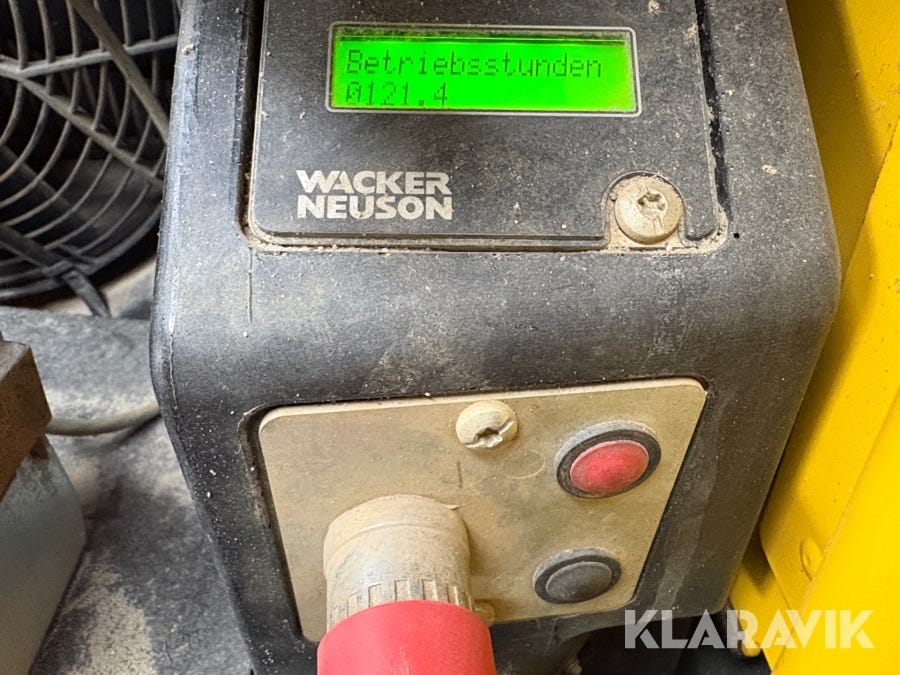 Betriebsstunden
0121.4
WACKER
NEUSON
KLARAVIK